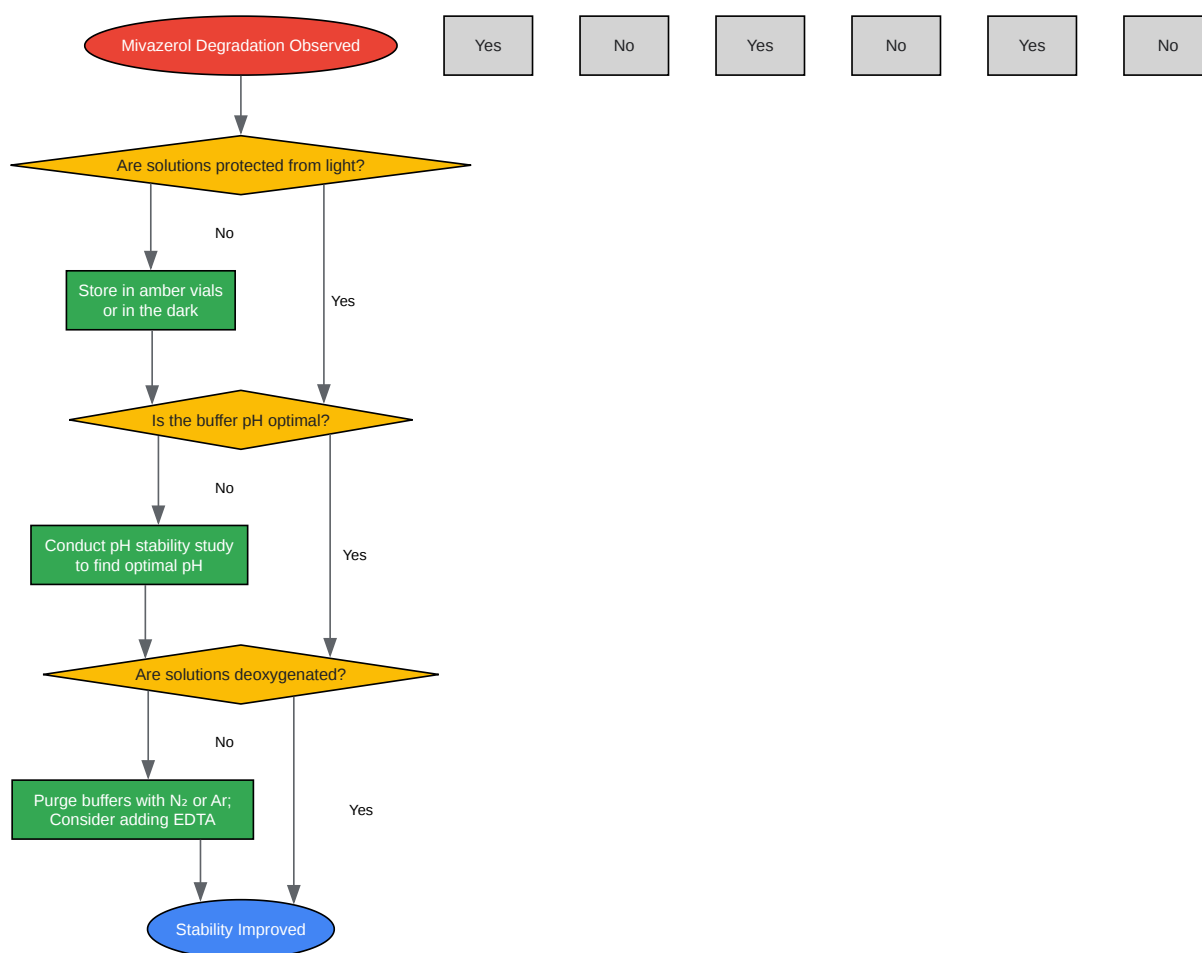 Mivazerol Degradation Observed
Yes
No
Yes
No
Yes
No
Are solutions protected from light?
No
Store in amber vials
or in the dark
Yes
Is the buffer pH optimal?
No
Conduct pH stability study
to find optimal pH
Yes
Are solutions deoxygenated?
No
Purge buffers with N₂ or Ar;
Consider adding EDTA
Yes
Stability Improved